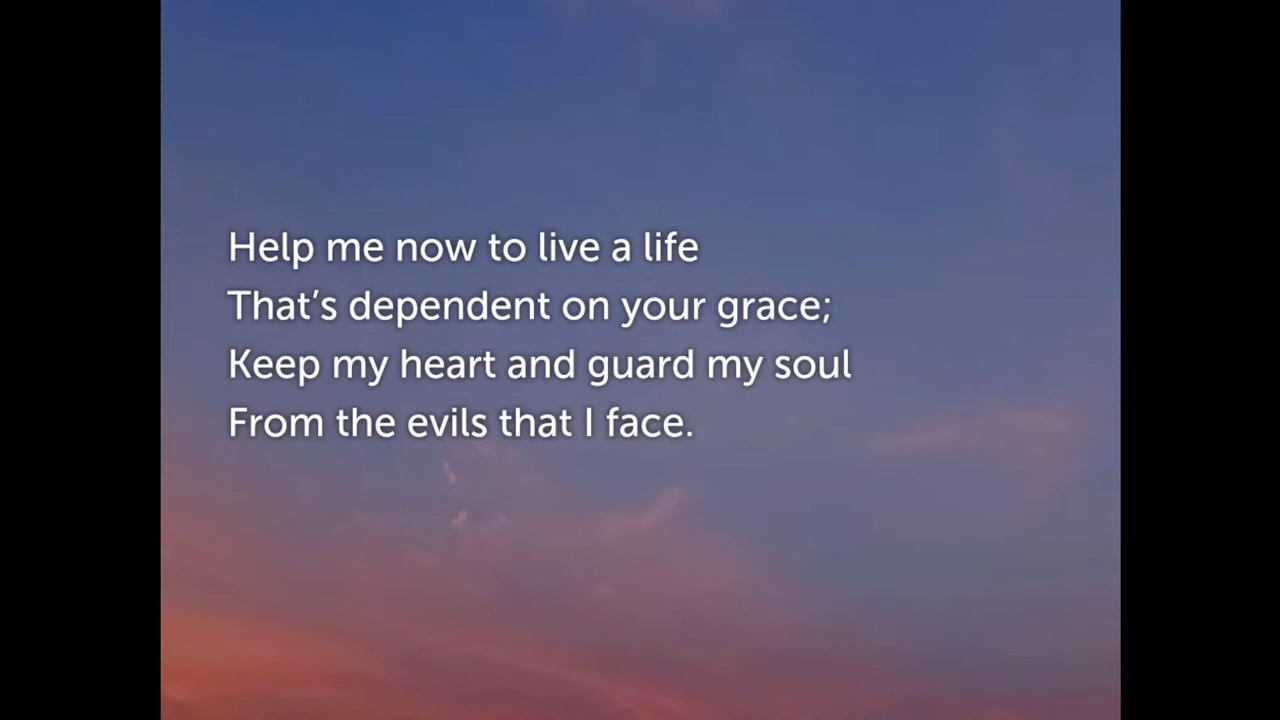 Help me now to live a life
That’s dependent on your grace;
Keep my heart and guard my soul
From the evils that I face.